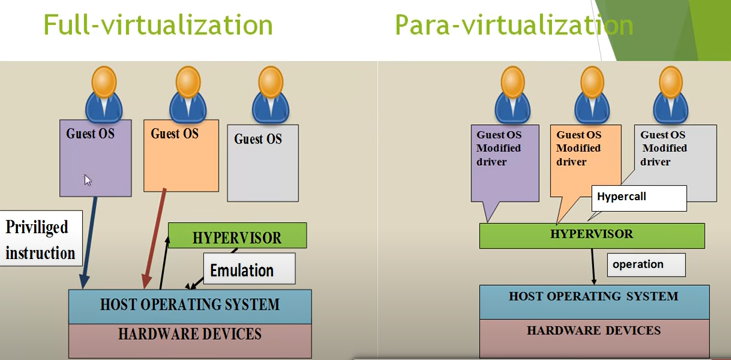 Full-virtualization
Para-virtualization
Guest OS
Guest OS
Guest OS
Priviliged
instruction
HYPERVISOR
Emulation
HOST OPERATING SYSTEM
HARDWARE DEVICES
Guest OS
Modified
driver
Guest OS
Modified
driver
Guest OS
Modified
driver
Hypercall
HYPERVISOR
operation
HOST OPERATING SYSTEM
HARDWARE DEVICES